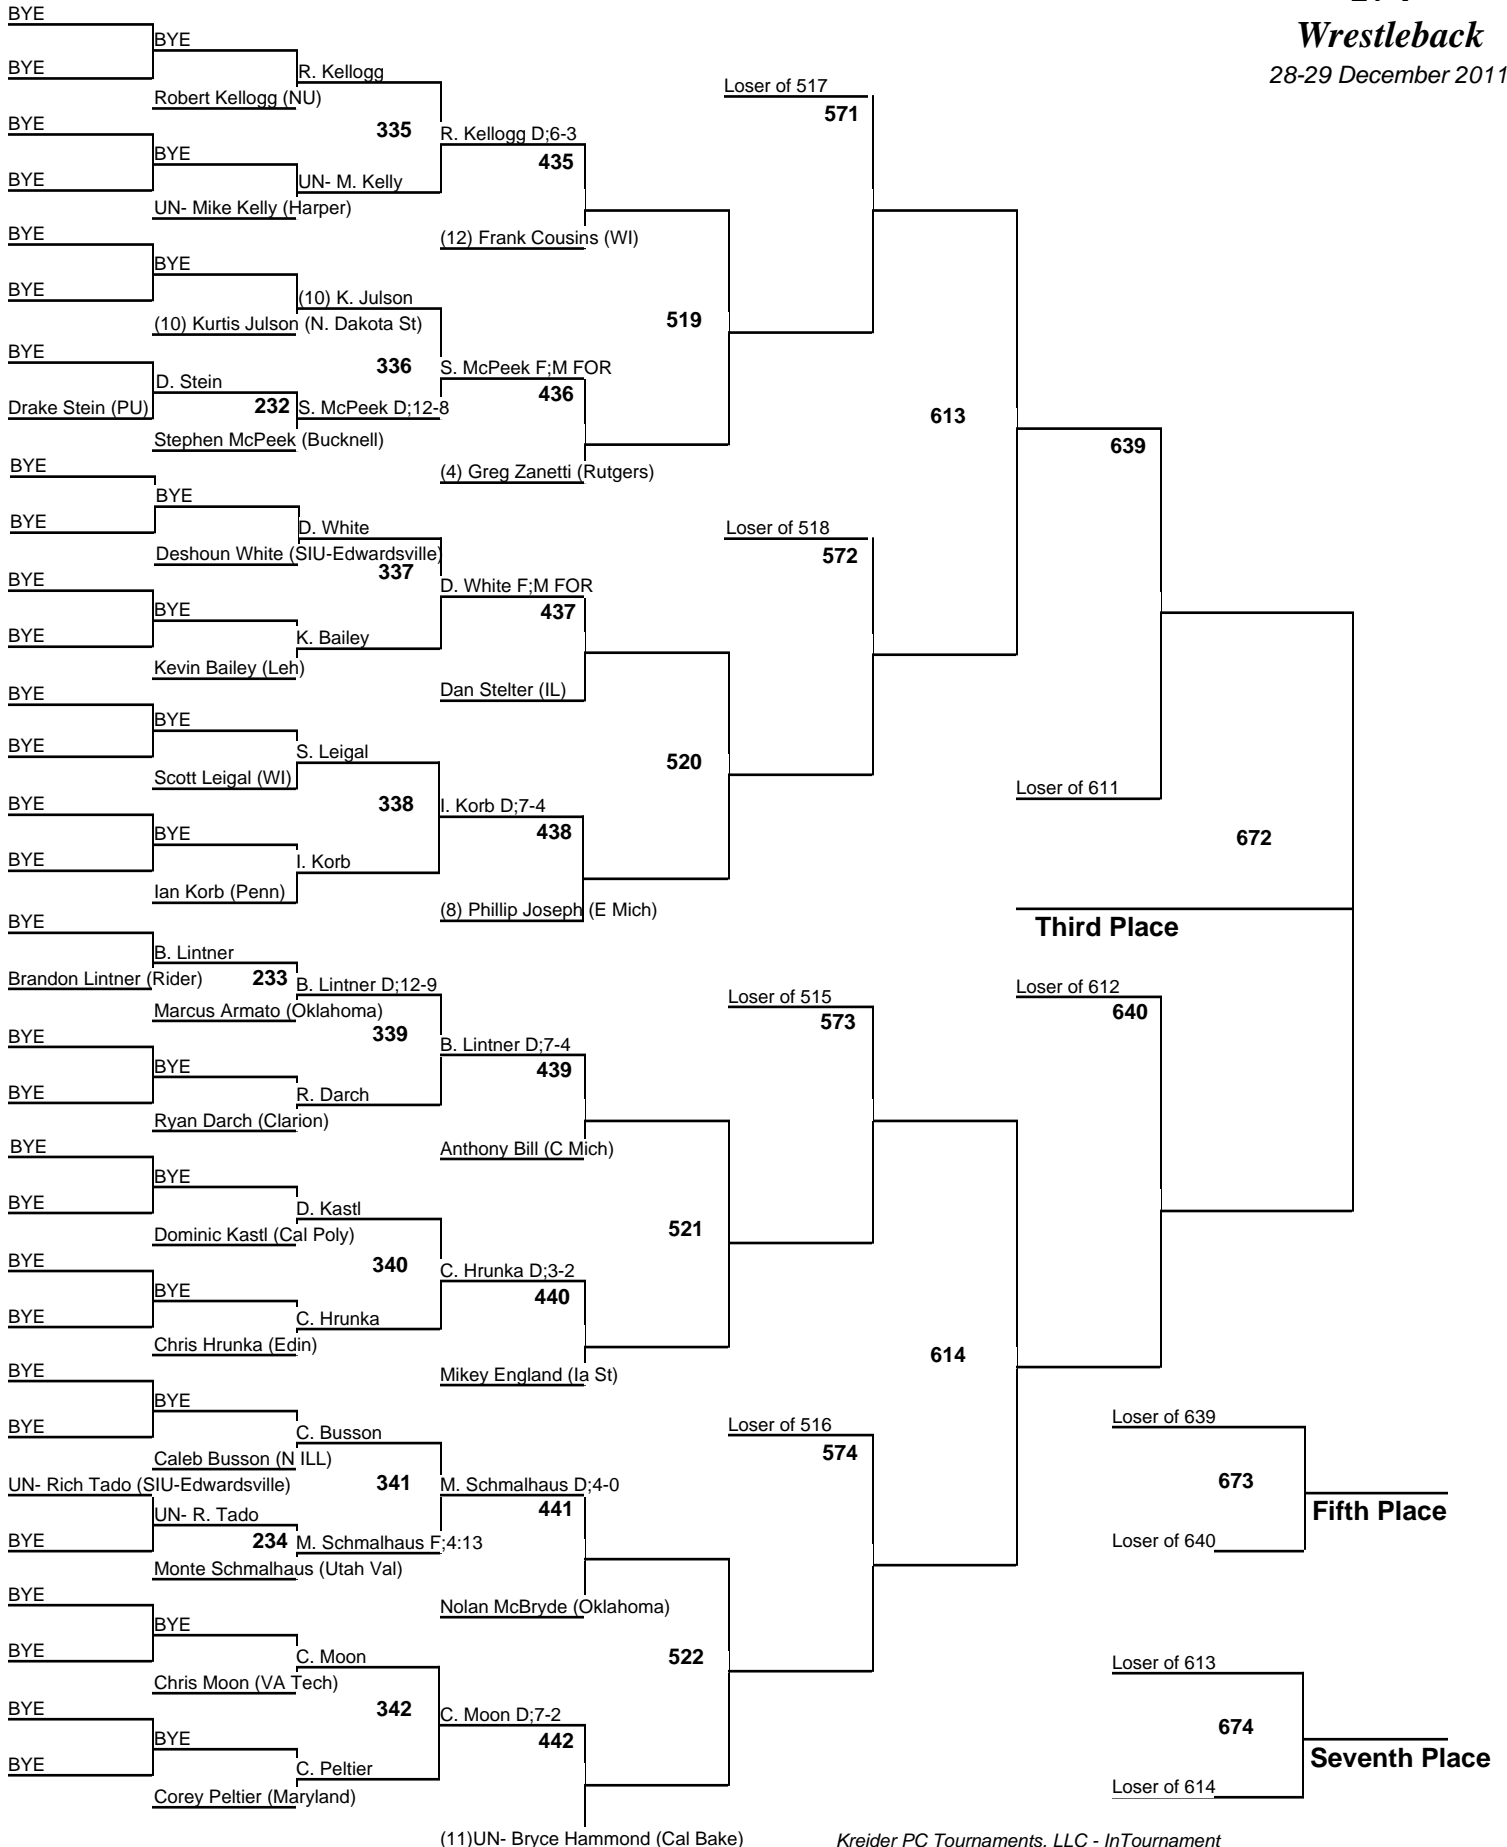 Wrestleback
28-29 December 2011
BYE
BYE
BYE
Robert Kellogg (NU)
R. Kellogg
335
BYE
BYE
BYE
UN- Mike Kelly (Harper)
UN- M. Kelly
R. Kellogg D;6-3
435
(12) Frank Cousins (WI)
BYE
BYE
BYE
(10) Kurtis Julson (N. Dakota St)
(10) K. Julson
336
BYE
Drake Stein (PU)
D. Stein
232
Stephen McPeek (Bucknell)
S. McPeek D;12-8
S. McPeek F;M FOR
436
(4) Greg Zanetti (Rutgers)
519
Loser of 517
571
BYE
BYE
BYE
Deshoun White (SIU-Edwardsville)
D. White
337
BYE
BYE
BYE
Kevin Bailey (Leh)
K. Bailey
D. White F;M FOR
437
Dan Stelter (IL)
BYE
BYE
BYE
Scott Leigal (WI)
S. Leigal
338
BYE
BYE
BYE
Ian Korb (Penn)
I. Korb
I. Korb D;7-4
438
(8) Phillip Joseph (E Mich)
520
Loser of 518
572
613
639
Loser of 611
672
Third Place
BYE
Brandon Lintner (Rider)
B. Lintner
233
Marcus Armato (Oklahoma)
B. Lintner D;12-9
339
BYE
BYE
BYE
Ryan Darch (Clarion)
R. Darch
B. Lintner D;7-4
439
Anthony Bill (C Mich)
BYE
BYE
BYE
Dominic Kastl (Cal Poly)
D. Kastl
340
BYE
BYE
BYE
Chris Hrunka (Edin)
C. Hrunka
C. Hrunka D;3-2
440
Mikey England (Ia St)
521
Loser of 515
573
Loser of 612
640
BYE
BYE
BYE
Caleb Busson (N ILL)
C. Busson
341
UN- Rich Tado (SIU-Edwardsville)
BYE
UN- R. Tado
234
Monte Schmalhaus (Utah Val)
M. Schmalhaus F;4:13
M. Schmalhaus D;4-0
441
Nolan McBryde (Oklahoma)
BYE
BYE
BYE
Chris Moon (VA Tech)
C. Moon
342
BYE
BYE
BYE
Corey Peltier (Maryland)
C. Peltier
C. Moon D;7-2
442
(11)UN- Bryce Hammond (Cal Bake)
522
Loser of 516
574
614
Loser of 639
673
Loser of 640
Fifth Place
Loser of 613
674
Loser of 614
Seventh Place
Kreider PC Tournaments, LLC - InTournament